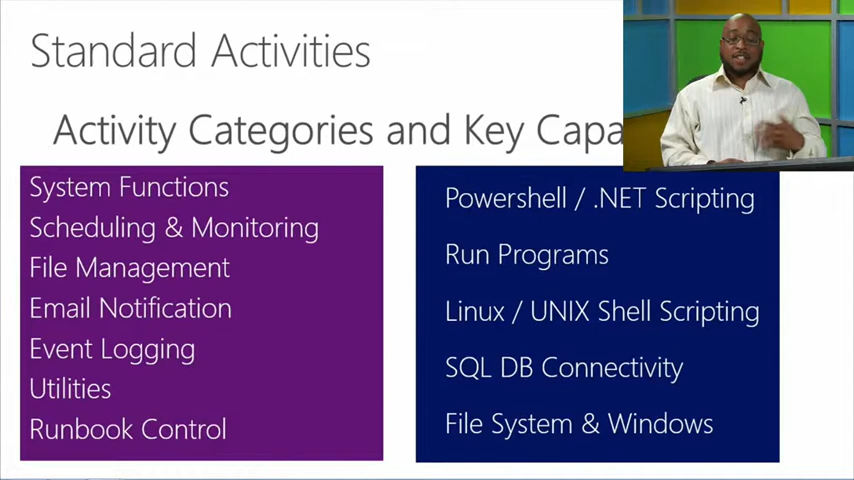 Standard Activities
Activity Categories and Key
System Functions
Scheduling & Monitoring
File Management
Email Notification
Event Logging
Utilities
Runbook Control
Powershell / .NET Scripting
Run Programs
Linux / UNIX Shell Scripting
SQL DB Connectivity
File System & Windows